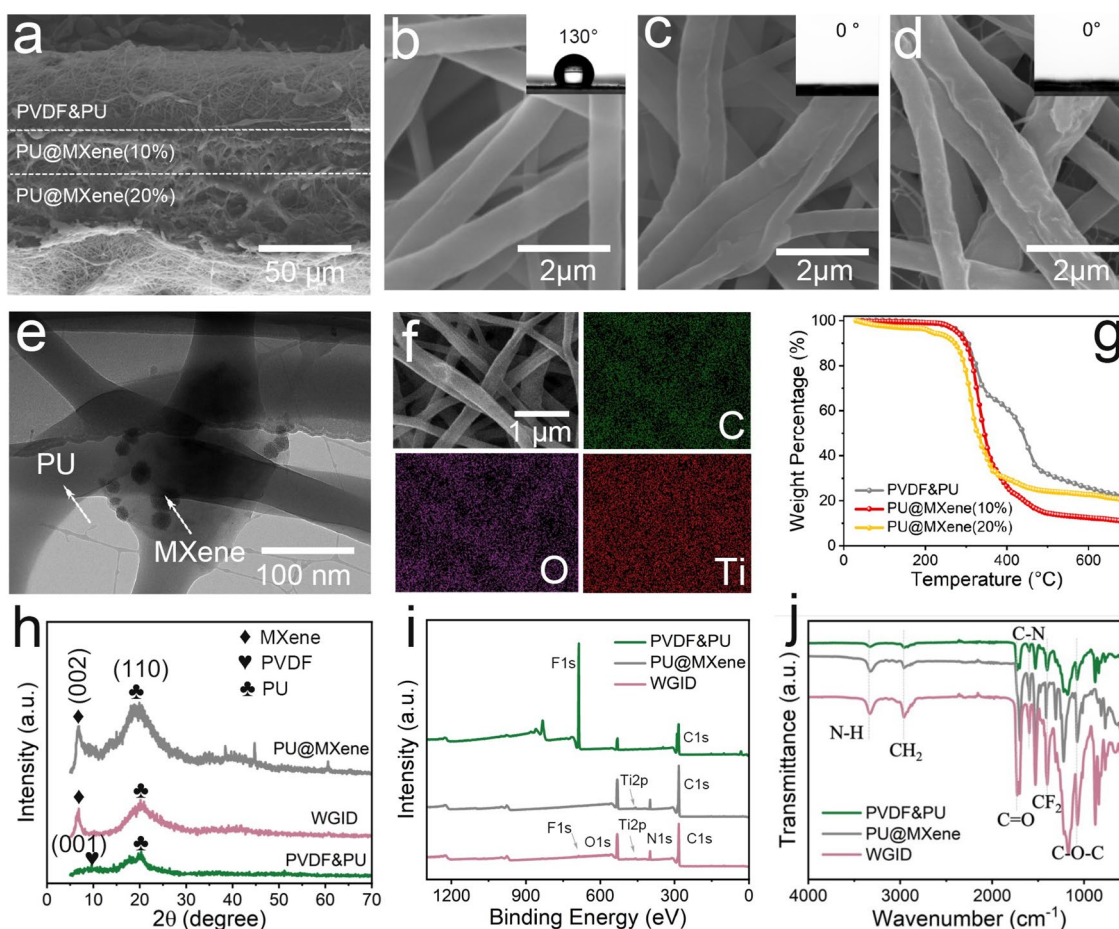 a
PVDF&PU
PU@MXene(10%)
PU@MXene(20%)
50 μm
b
130°
2μm
c
0 °
2μm
d
0°
2μm
e
PU
MXene
100 nm
f
1 μm
C
O
Ti
g
Weight Percentage (%)
100
80
60
40
20
0
PVDF&PU
PU@MXene(10%)
PU@MXene(20%)
0
200
400
600
Temperature (°C)
h
Intensity (a.u.)
MXene
PVDF
PU
(002)
(110)
PU@MXene
WGID
(001)
PVDF&PU
0
10
20
30
40
50
60
70
2θ (degree)
i
Intensity (a.u.)
PVDF&PU
PU@MXene
WGID
F1s
C1s
Ti2p
C1s
F1s
O1s
Ti2p
N1s
C1s
1200
900
600
300
0
Binding Energy (eV)
j
Transmittance (a.u.)
C-N
N-H
CH2
C=O
CF2
C-O-C
PVDF&PU
PU@MXene
WGID
4000
3000
2000
1000
Wavenumber (cm-1)